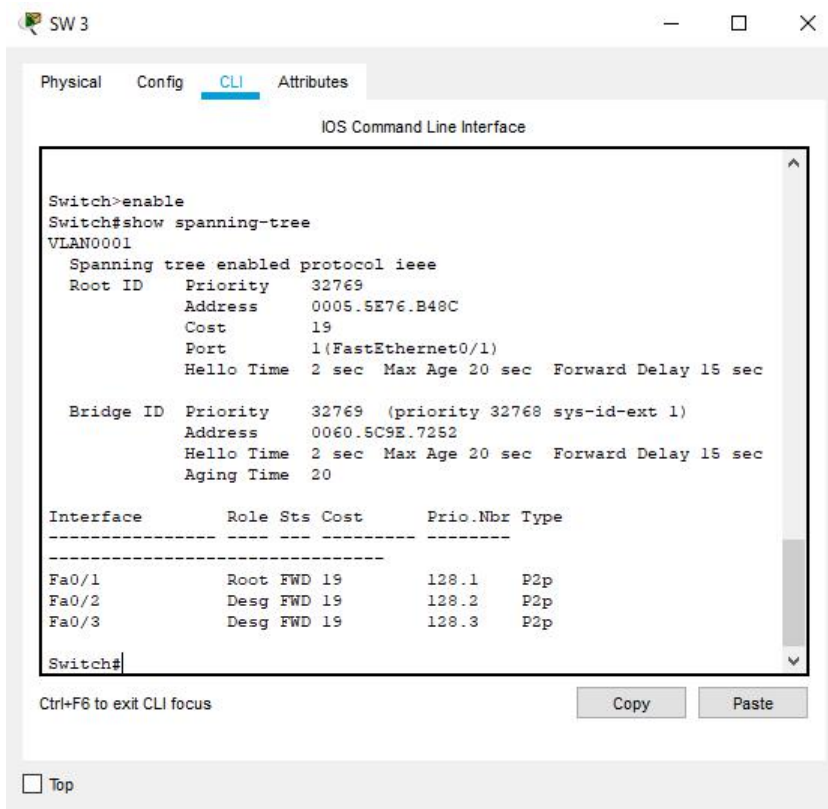 SW 3
Physical Config CLI Attributes
IOS Command Line Interface
Switch>enable
Switch#show spanning-tree
VLAN0001
  Spanning tree enabled protocol ieee
  Root ID    Priority    32769
             Address     0005.5E76.B48C
             Cost        19
             Port        1(FastEthernet0/1)
             Hello Time  2 sec  Max Age 20 sec  Forward Delay 15 sec
  Bridge ID  Priority    32769  (priority 32768 sys-id-ext 1)
             Address     0060.5C9E.7252
             Hello Time  2 sec  Max Age 20 sec  Forward Delay 15 sec
             Aging Time  20
Interface        Role Sts Cost      Prio.Nbr Type
---------------- ---- --- --------- --------
--------------------------------
Fa0/1            Root FWD 19        128.1    P2p
Fa0/2            Desg FWD 19        128.2    P2p
Fa0/3            Desg FWD 19        128.3    P2p
Switch#
Ctrl+F6 to exit CLI focus Copy Paste
Top